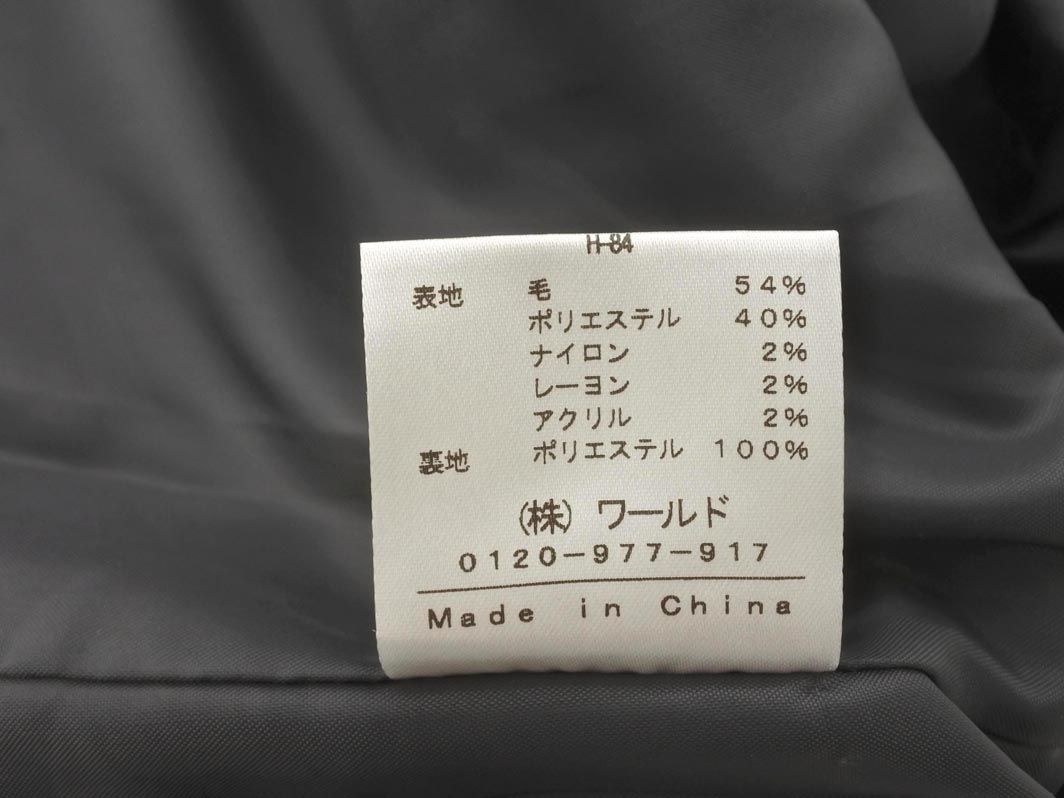 H-84
表地 毛 54%
ポリエステル 40%
ナイロン 2%
レーヨン 2%
アクリル 2%
裏地 ポリエステル 100%
(株) ワールド
0120-977-917
Made in China